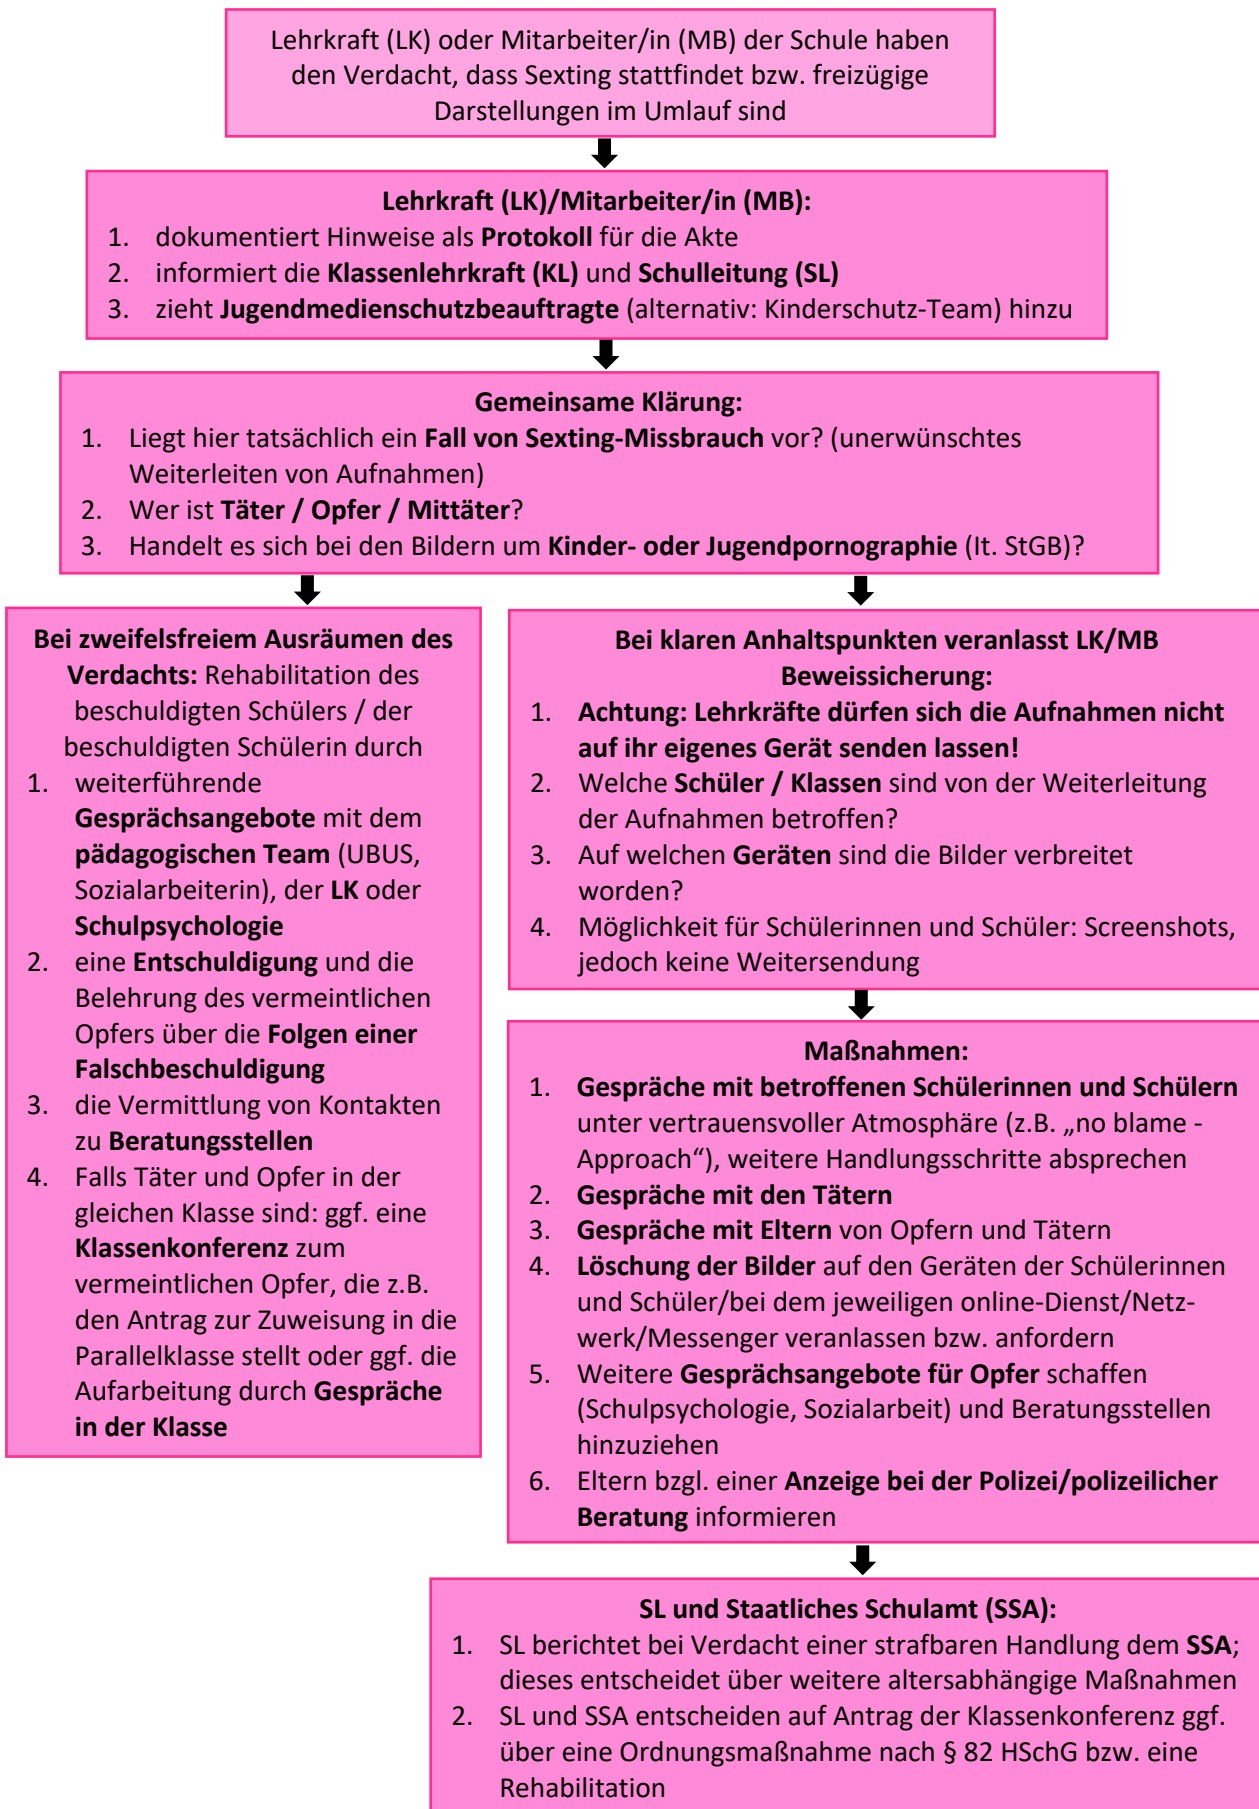 Lehrkraft (LK) oder Mitarbeiter/in (MB) der Schule haben
den Verdacht, dass Sexting stattfindet bzw. freizügige
Darstellungen im Umlauf sind
Lehrkraft (LK)/Mitarbeiter/in (MB):
1. dokumentiert Hinweise als Protokoll für die Akte
2. informiert die Klassenlehrkraft (KL) und Schulleitung (SL)
3. zieht Jugendmedienschutzbeauftragte (alternativ: Kinderschutz-Team) hinzu
Gemeinsame Klärung:
1. Liegt hier tatsächlich ein Fall von Sexting-Missbrauch vor? (unerwünschtes
Weiterleiten von Aufnahmen)
2. Wer ist Täter / Opfer / Mittäter?
3. Handelt es sich bei den Bildern um Kinder- oder Jugendpornographie (lt. StGB)?
Bei zweifelsfreiem Ausräumen des
Verdachts: Rehabilitation des
beschuldigten Schülers / der
beschuldigten Schülerin durch
1. weiterführende
Gesprächsangebote mit dem
pädagogischen Team (UBUS,
Sozialarbeiterin), der LK oder
Schulpsychologie
2. eine Entschuldigung und die
Belehrung des vermeintlichen
Opfers über die Folgen einer
Falschbeschuldigung
3. die Vermittlung von Kontakten
zu Beratungsstellen
4. Falls Täter und Opfer in der
gleichen Klasse sind: ggf. eine
Klassenkonferenz zum
vermeintlichen Opfer, die z.B.
den Antrag zur Zuweisung in die
Parallelklasse stellt oder ggf. die
Aufarbeitung durch Gespräche
in der Klasse
Bei klaren Anhaltspunkten veranlasst LK/MB
Beweissicherung:
1. Achtung: Lehrkräfte dürfen sich die Aufnahmen nicht
auf ihr eigenes Gerät senden lassen!
2. Welche Schüler / Klassen sind von der Weiterleitung
der Aufnahmen betroffen?
3. Auf welchen Geräten sind die Bilder verbreitet
worden?
4. Möglichkeit für Schülerinnen und Schüler: Screenshots,
jedoch keine Weitersendung
Maßnahmen:
1. Gespräche mit betroffenen Schülerinnen und Schülern
unter vertrauensvoller Atmosphäre (z.B. „no blame -
Approach“), weitere Handlungsschritte absprechen
2. Gespräche mit den Tätern
3. Gespräche mit Eltern von Opfern und Tätern
4. Löschung der Bilder auf den Geräten der Schülerinnen
und Schüler/bei dem jeweiligen online-Dienst/Netz-
werk/Messenger veranlassen bzw. anfordern
5. Weitere Gesprächsangebote für Opfer schaffen
(Schulpsychologie, Sozialarbeit) und Beratungsstellen
hinzuziehen
6. Eltern bzgl. einer Anzeige bei der Polizei/polizeilicher
Beratung informieren
SL und Staatliches Schulamt (SSA):
1. SL berichtet bei Verdacht einer strafbaren Handlung dem SSA;
dieses entscheidet über weitere altersabhängige Maßnahmen
2. SL und SSA entscheiden auf Antrag der Klassenkonferenz ggf.
über eine Ordnungsmaßnahme nach § 82 HSchG bzw. eine
Rehabilitation